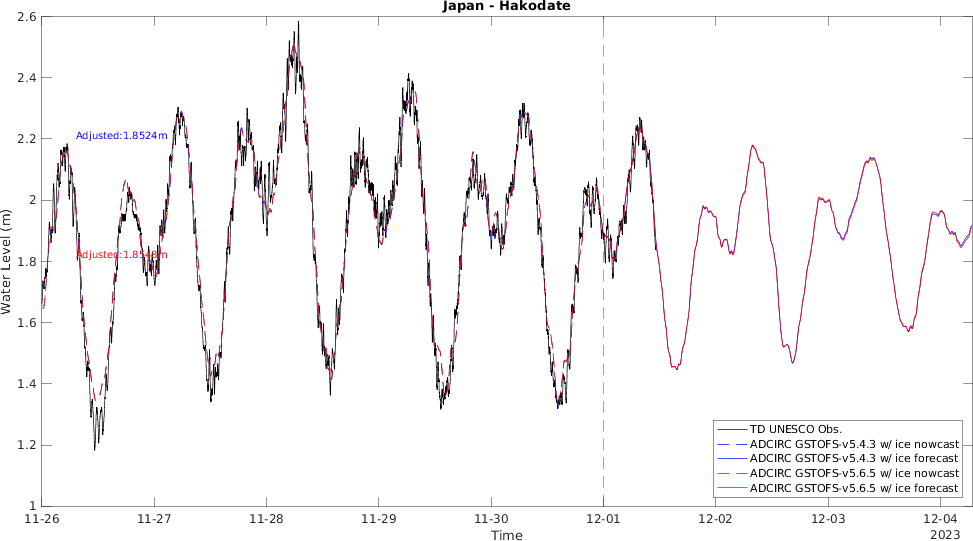 Japan - Hakodate
2.6
2.4
2.2
2
1.8
1.6
1.4
1.2
1
Water Level (m)
Adjusted:1.8524m
TD UNESCO Obs.
ADCIRC GSTOFS-v5.4.3 w/ ice nowcast
ADCIRC GSTOFS-v5.4.3 w/ ice forecast
ADCIRC GSTOFS-v5.6.5 w/ ice nowcast
ADCIRC GSTOFS-v5.6.5 w/ ice forecast
11-26 11-27 11-28 11-29 11-30 12-01 12-02 12-03 12-04
Time
2023